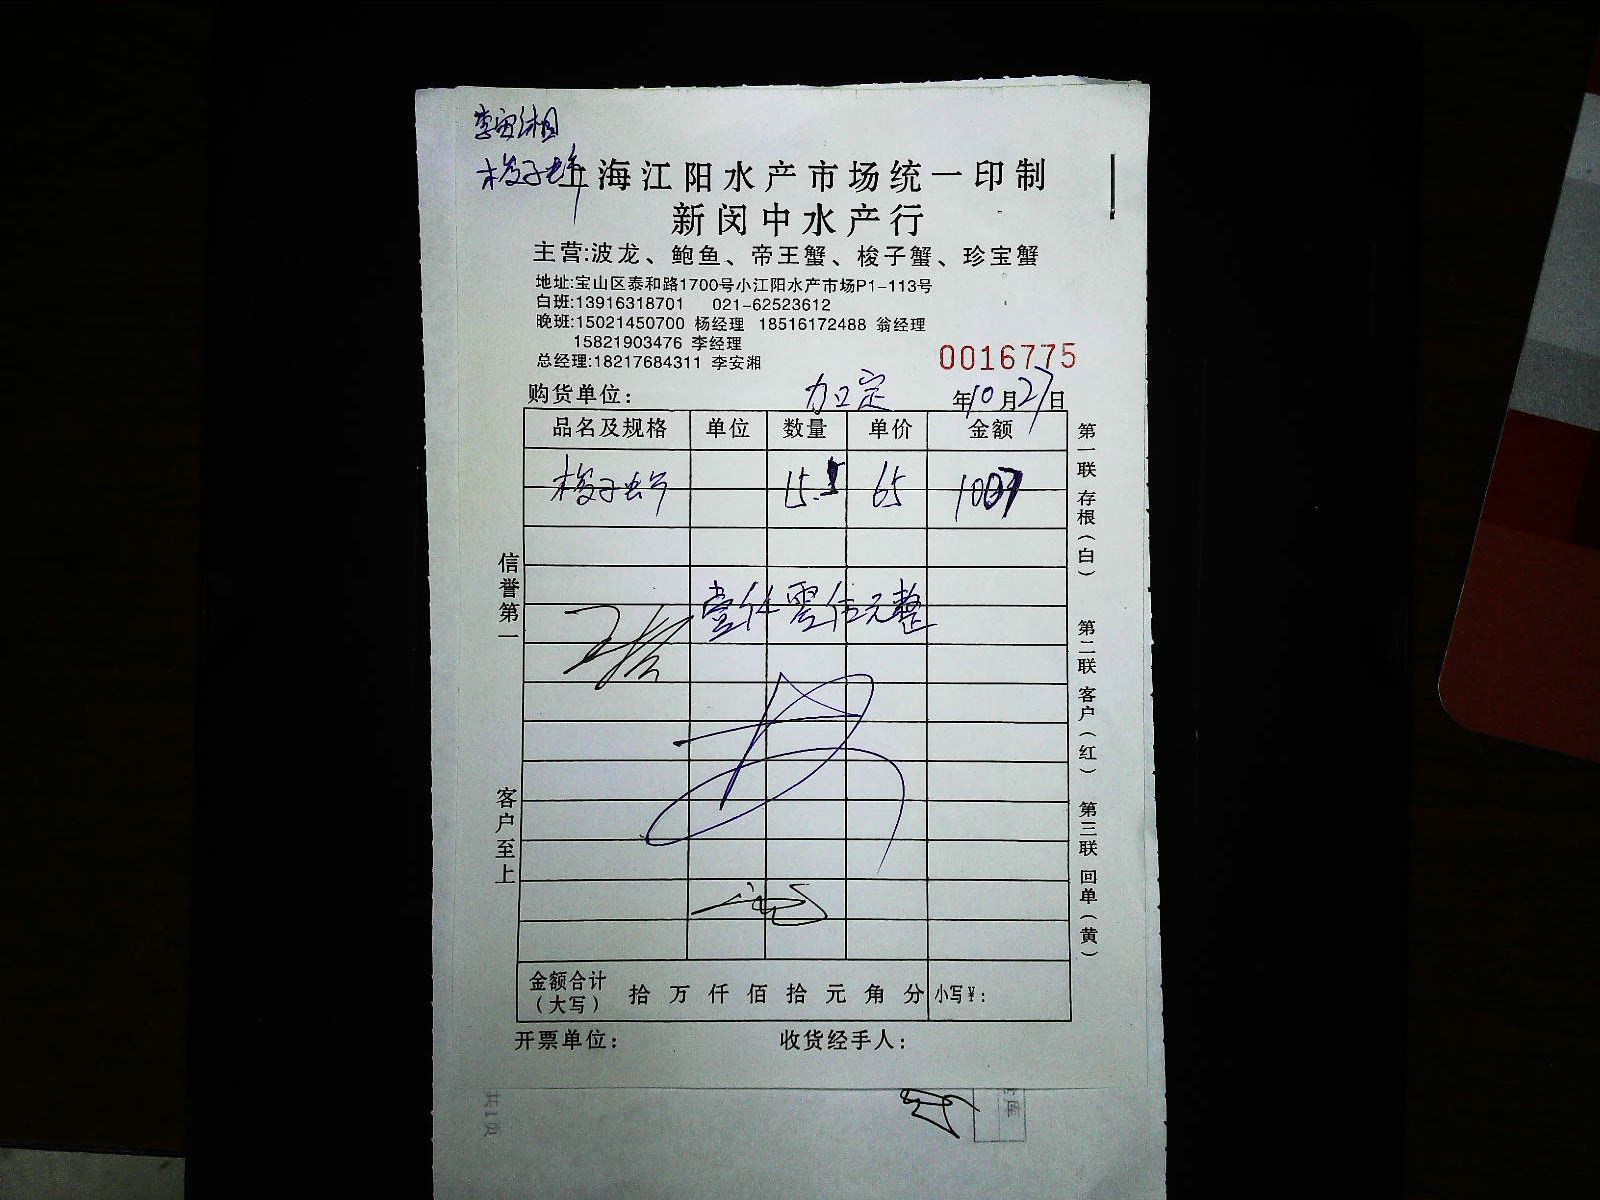 李安湘
梭子蟹
上海江阳水产市场统一印制
新闵中水产行
主营:波龙、鲍鱼、帝王蟹、梭子蟹、珍宝蟹
地址:宝山区泰和路1700号小江阳水产市场P1-113号
白班:13916318701 021-62523612
晚班:15021450700 杨经理 18516172488 翁经理
15821903476 李经理
总经理:18217684311 李安湘
0016775
购货单位: 加定 年10月27日
品名及规格 单位 数量 单价 金额
梭子蟹 15.5 65 1007
壹仟零伍元整
金额合计(大写) 拾 万 仟 佰 拾 元 角 分 小写¥:
开票单位: 收货经手人:
信誉第一
客户至上
第一联 存根(白)
第二联 客户(红)
第三联 回单(黄)
共1页